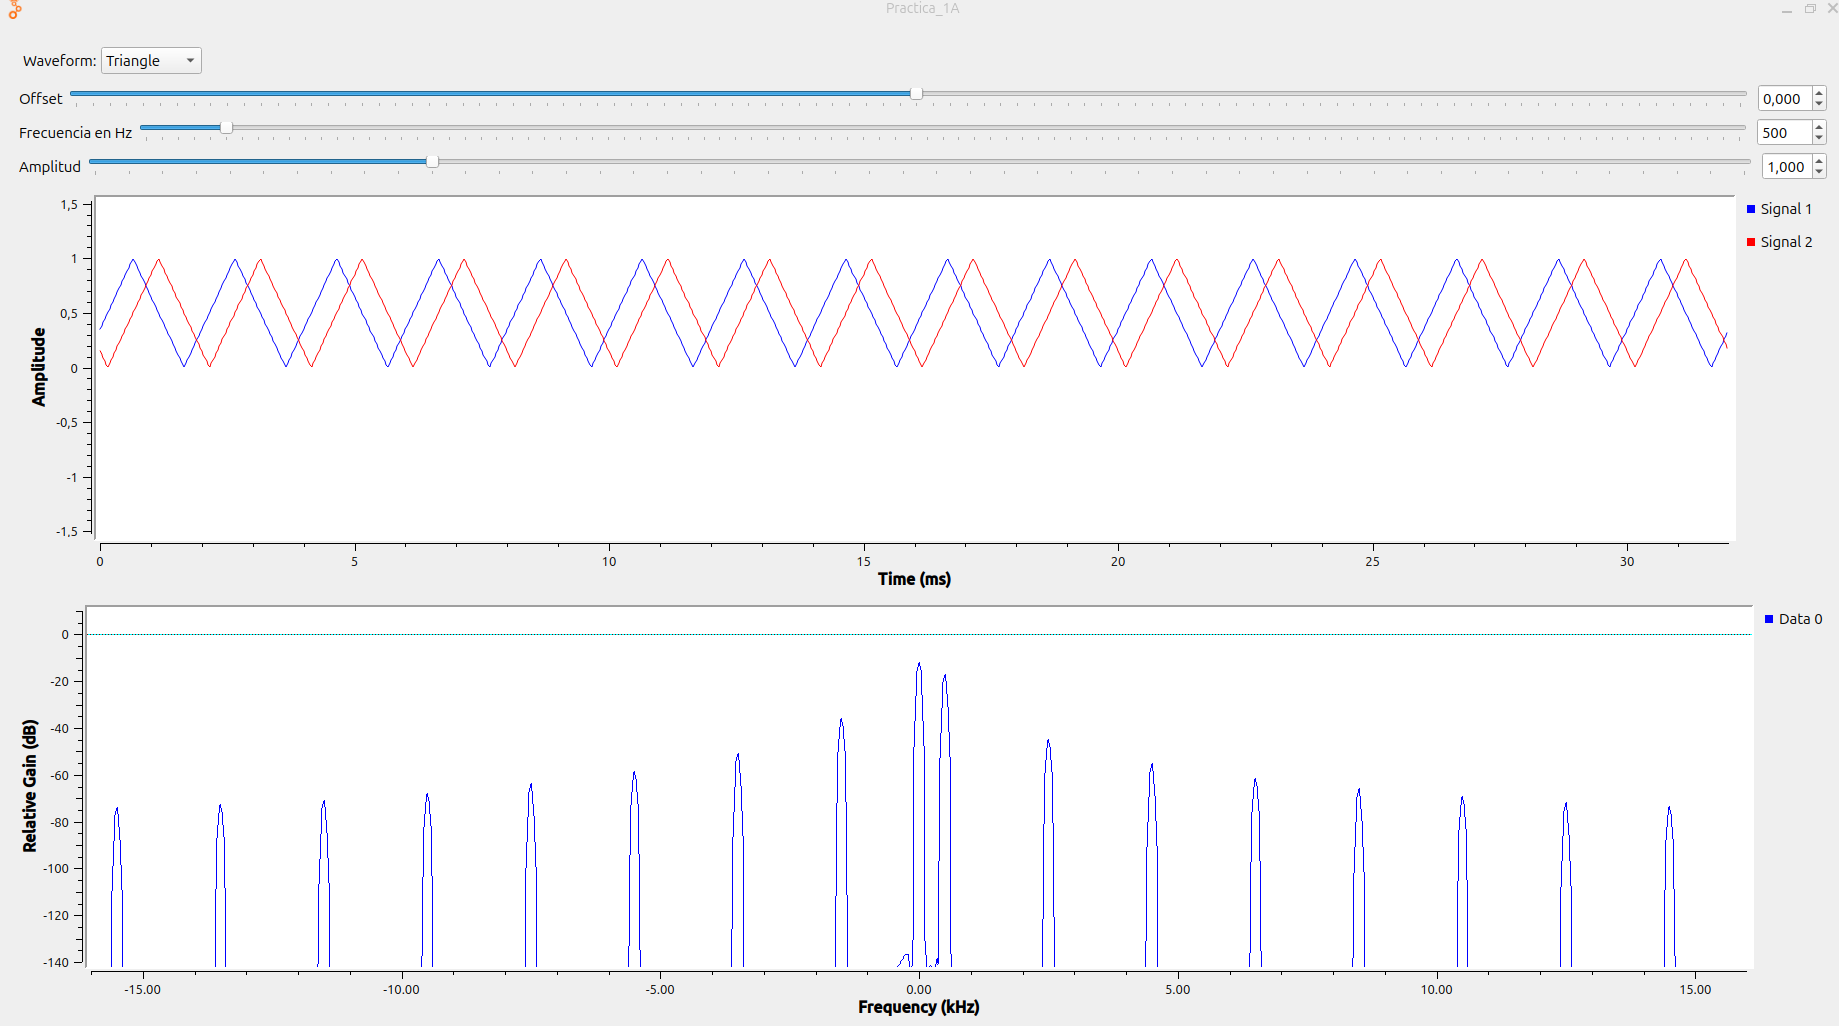 Practica_1A
Waveform: Triangle
Offset 0,000
Frecuencia en Hz 500
Amplitud 1,000
1,5
1
0,5
0
-0,5
-1
-1,5
Amplitude
Signal 1
Signal 2
0 5 10 15 20 25 30
Time (ms)
0
-20
-40
-60
-80
-100
-120
-140
Relative Gain (dB)
Data 0
-15.00 -10.00 -5.00 0.00 5.00 10.00 15.00
Frequency (kHz)